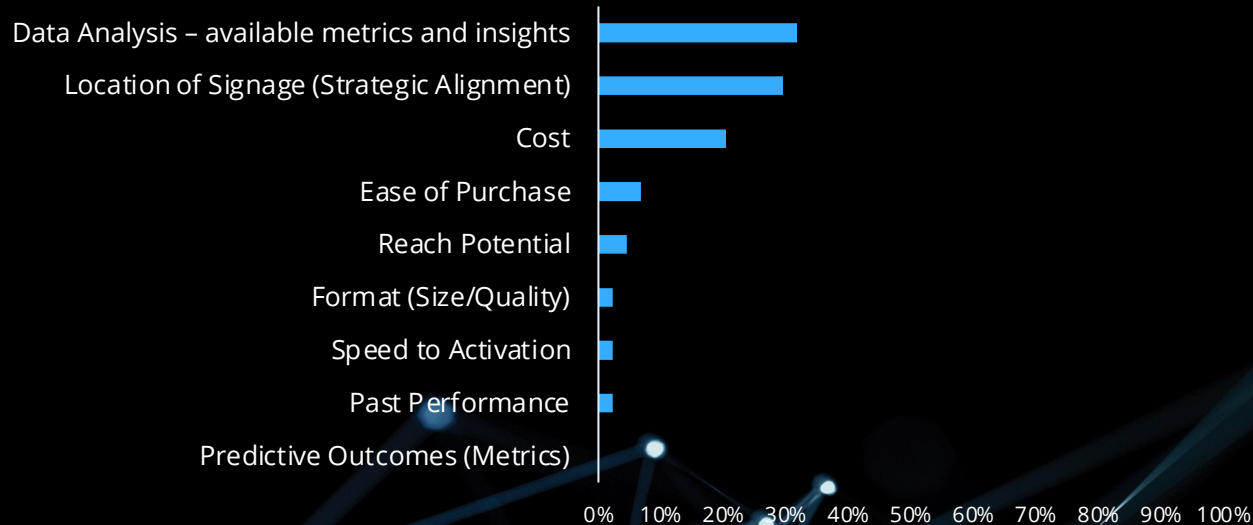 Data Analysis – available metrics and insights
Location of Signage (Strategic Alignment)
Cost
Ease of Purchase
Reach Potential
Format (Size/Quality)
Speed to Activation
Past Performance
Predictive Outcomes (Metrics)
0% 10% 20% 30% 40% 50% 60% 70% 80% 90% 100%